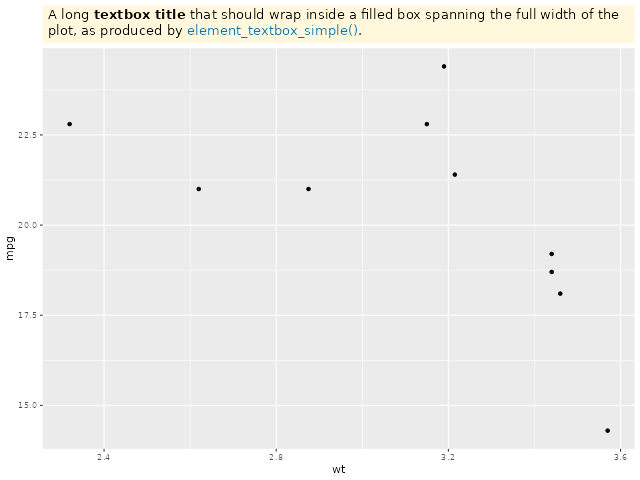 A long textbox title that should wrap inside a filled box spanning the full width of the
plot, as produced by element_textbox_simple().
22.5
20.0
17.5
15.0
mpg
2.4
2.8
3.2
3.6
wt